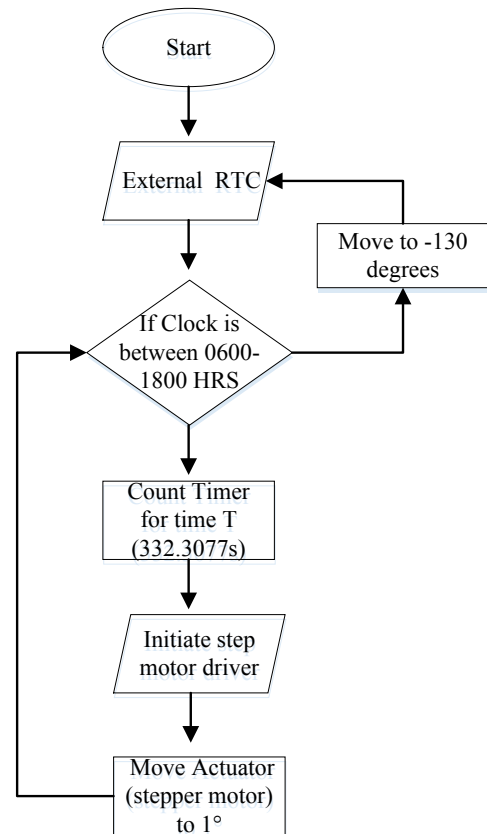 Start
External RTC
Move to -130
degrees
If Clock is
between 0600-
1800 HRS
Count Timer
for time T
(332.3077s)
Initiate step
motor driver
Move Actuator
(stepper motor)
to 1°